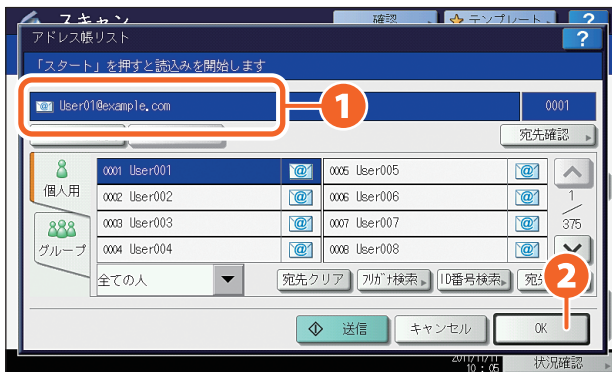 スキャン
確認
テンプレート
?
アドレス帳リスト
?
「スタート」を押すと読込みを開始します
User01@example.com
1
0001
宛先確認
個人用
グループ
0001 User001
0002 User002
0003 User003
0004 User004
0005 User005
0006 User006
0007 User007
0008 User008
1
375
全ての人
宛先クリア
ﾌﾘｶﾞﾅ検索
ID番号検索
宛
2
送信
キャンセル
OK
2011/11/11
10:05
状況確認